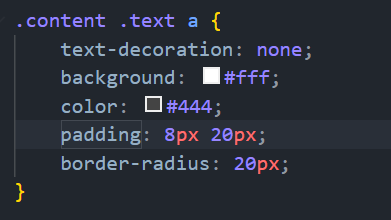 .content .text a {
text-decoration: none;
background: #fff;
color: #444;
padding: 8px 20px;
border-radius: 20px;
}